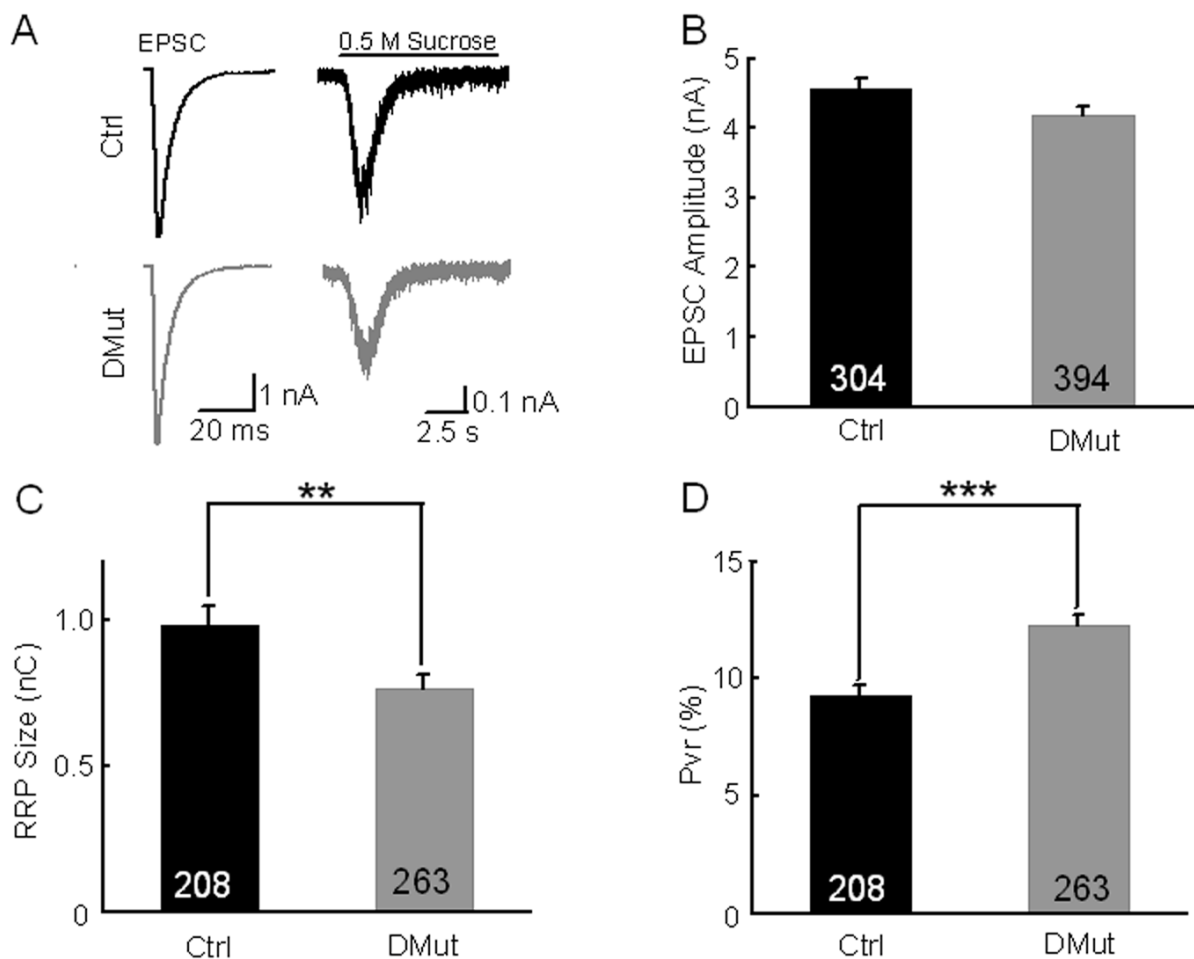 A
EPSC
0.5 M Sucrose
Ctrl
DMut
1 nA
20 ms
0.1 nA
2.5 s
B
EPSC Amplitude (nA)
5
4
3
2
1
0
304
394
Ctrl
DMut
C
**
RRP Size (nC)
1.0
0.5
0
208
263
Ctrl
DMut
D
***
Pvr (%)
15
10
5
0
208
263
Ctrl
DMut